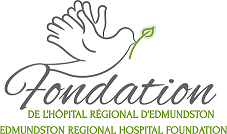 Fondation
DE L'HÔPITAL RÉGIONAL D'EDMUNDSTON
EDMUNDSTON REGIONAL HOSPITAL FOUNDATION